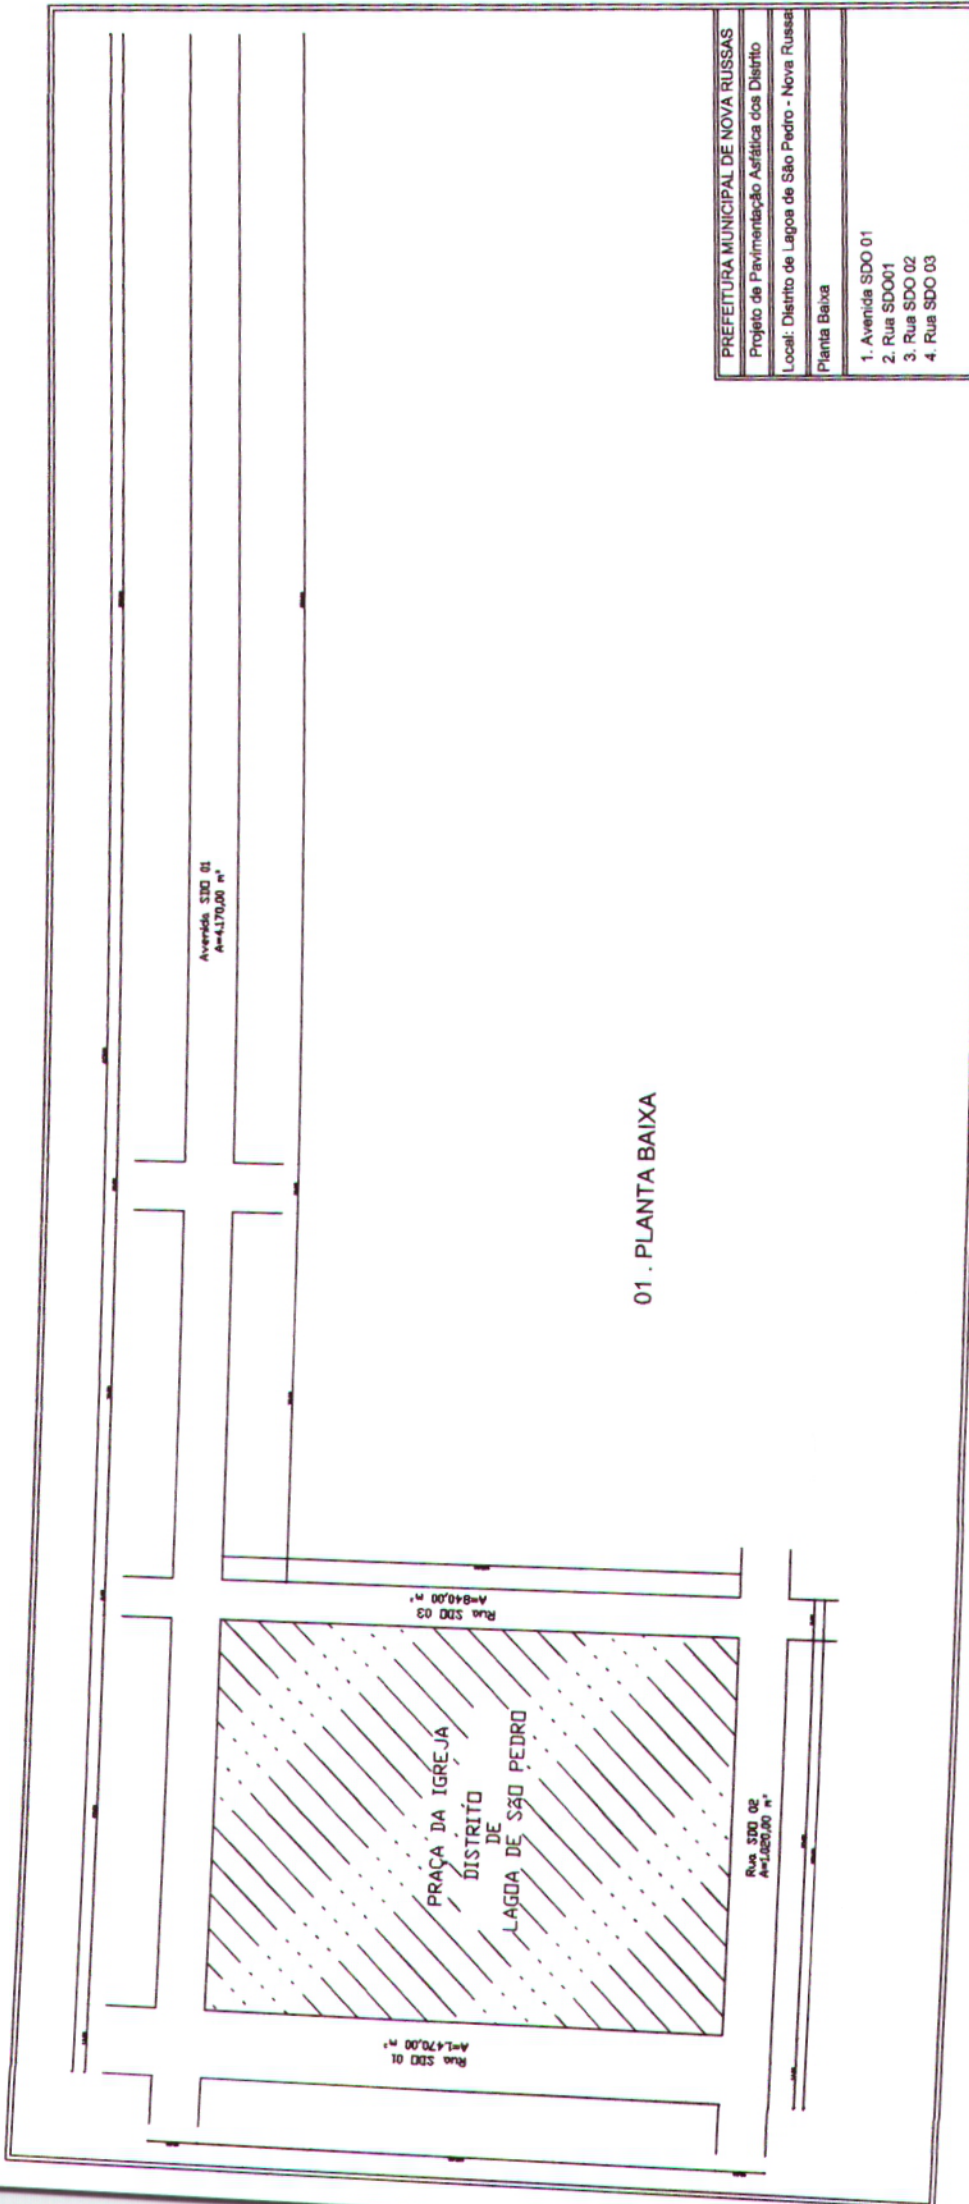 Avenida SDO 01
A=4.170,00 m²
Rua SDO 03
A=840,00 m²
PRAÇA DA IGREJA
DISTRITO
DE
LAGOA DE SÃO PEDRO
Rua SDO 01
A=1.470,00 m²
Rua SDO 02
A=1.020,00 m²
01 . PLANTA BAIXA
PREFEITURA MUNICIPAL DE NOVA RUSSAS
Projeto de Pavimentação Asfática dos Distrito
Local: Distrito de Lagoa de São Pedro - Nova Russas
Planta Baixa
1. Avenida SDO 01
2. Rua SDO01
3. Rua SDO 02
4. Rua SDO 03